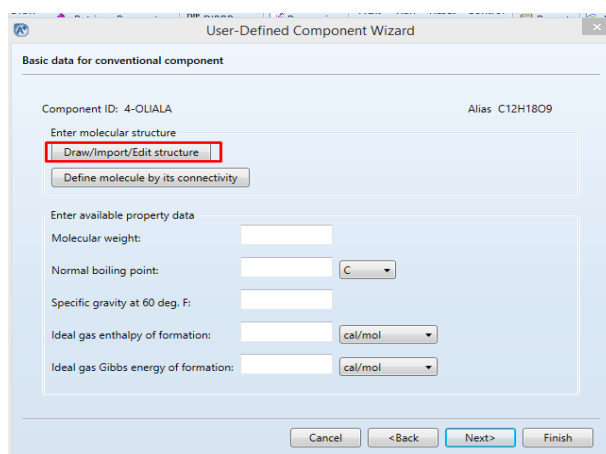 User-Defined Component Wizard
Basic data for conventional component
Component ID: 4-OLIALA Alias C12H18O9
Enter molecular structure
Draw/Import/Edit structure
Define molecule by its connectivity
Enter available property data
Molecular weight:
Normal boiling point: C
Specific gravity at 60 deg. F:
Ideal gas enthalpy of formation: cal/mol
Ideal gas Gibbs energy of formation: cal/mol
Cancel <Back Next> Finish